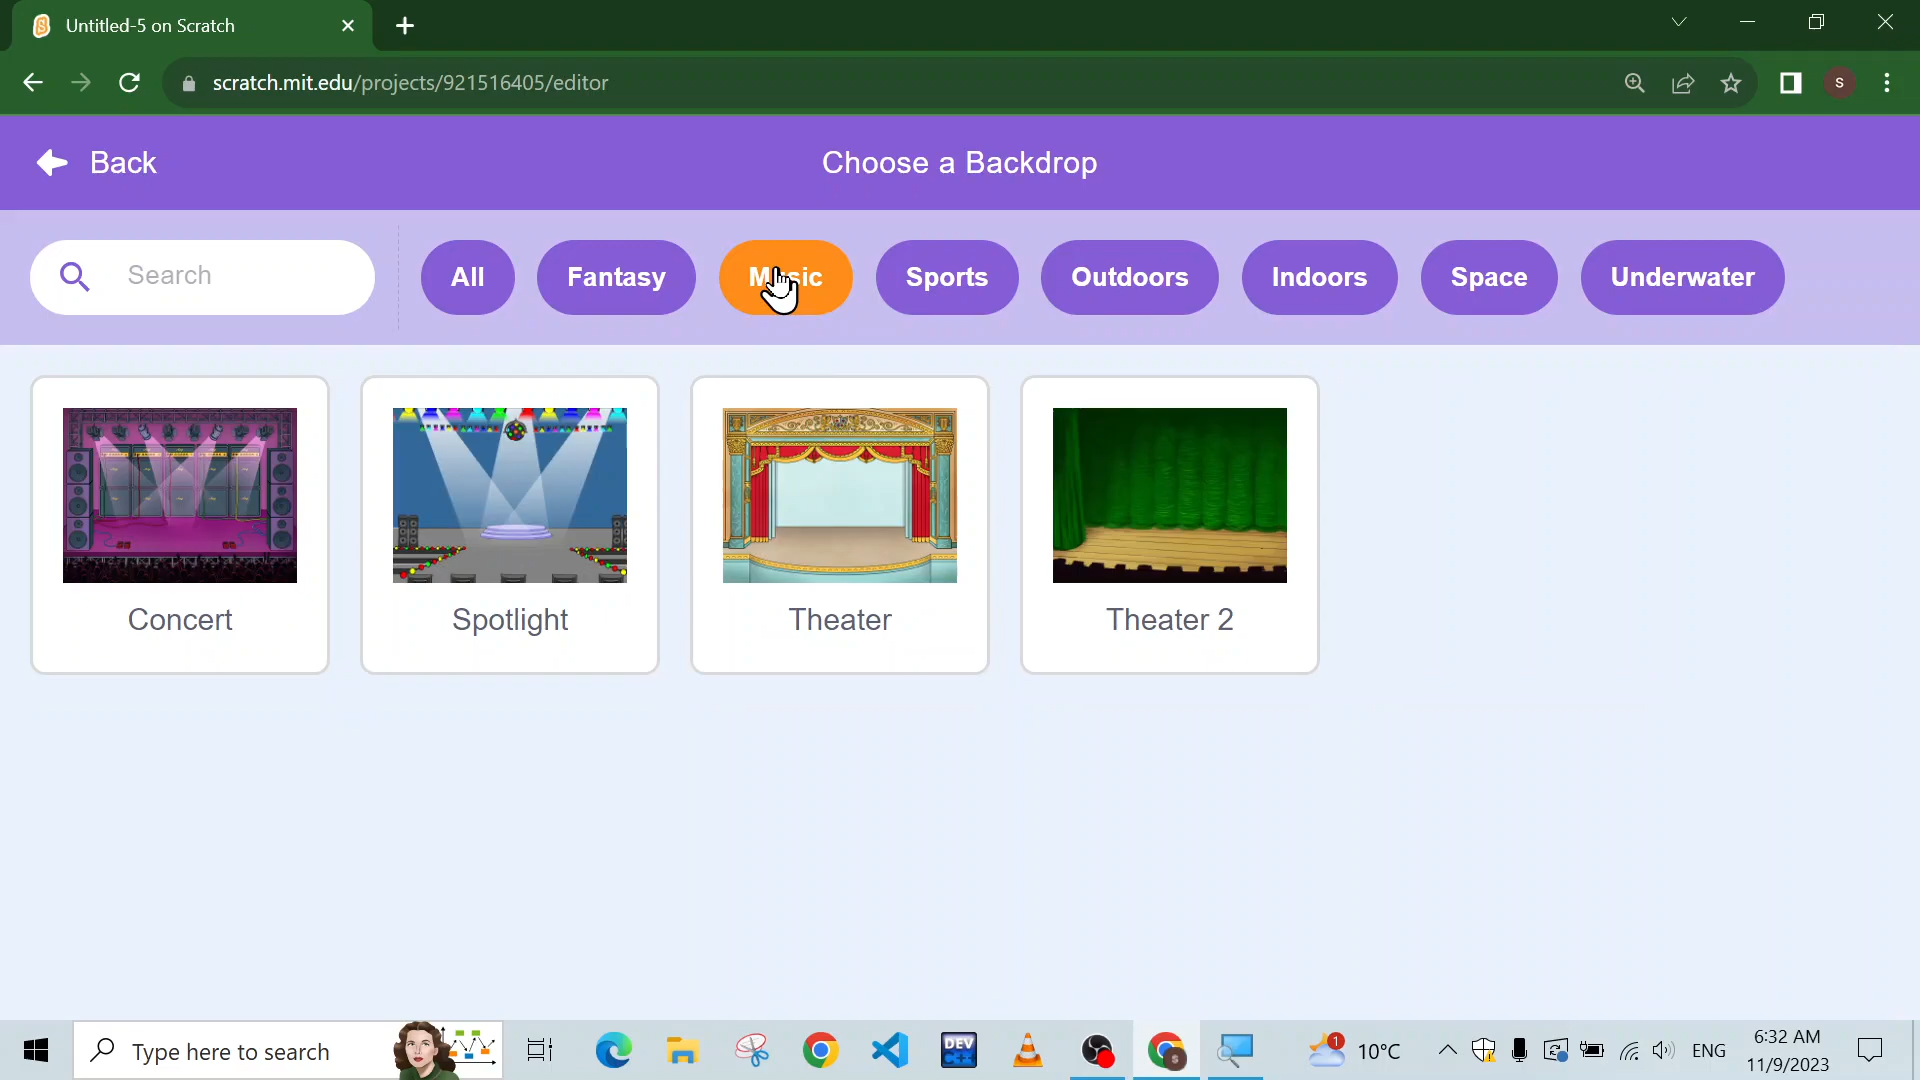 Untitled-5 on Scratch
scratch.mit.edu/projects/921516405/editor
S
Back
Choose a Backdrop
Search
All
Fantasy
Music
Sports
Outdoors
Indoors
Space
Underwater
Concert
Spotlight
Theater
Theater 2
Type here to search
DEV
C++
S
1
10°C
ENG
6:32 AM
11/9/2023